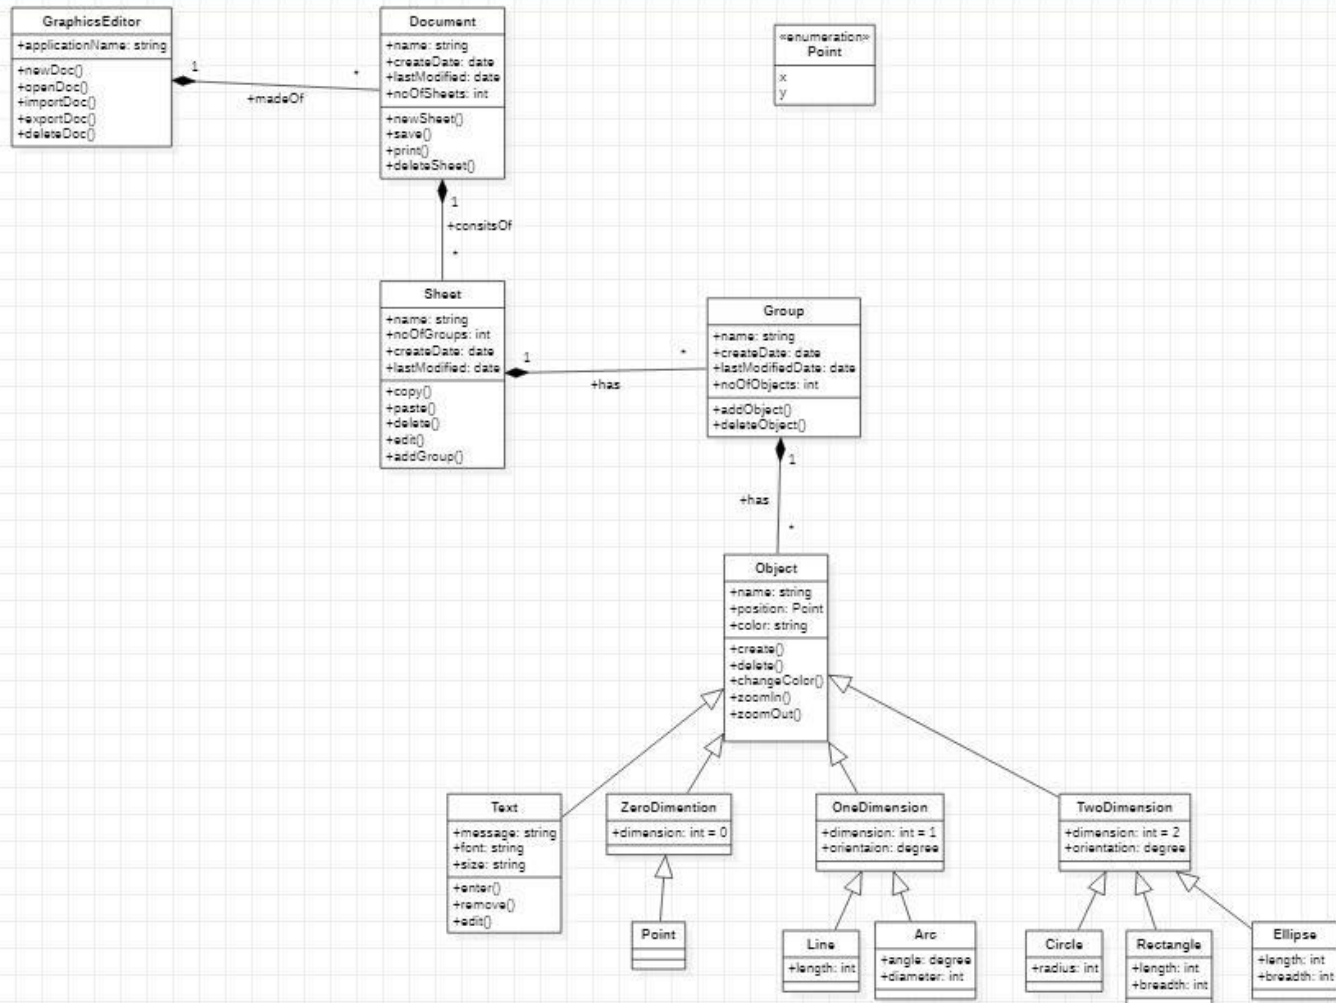 GraphicsEditor
+applicationName: string
+newDoc()
+openDoc()
+importDoc()
+exportDoc()
+deleteDoc()
1
*
+madeOf
Document
+name: string
+createDate: date
+lastModified: date
+noOfSheets: int
+newSheet()
+save()
+print()
+deleteSheet()
«enumeration»
Point
x
y
1
+consitsOf
*
Sheet
+name: string
+noOfGroups: int
+createDate: date
+lastModified: date
+copy()
+paste()
+delete()
+edit()
+addGroup()
1
*
+has
Group
+name: string
+createDate: date
+lastModifiedDate: date
+noOfObjects: int
+addObject()
+deleteObject()
1
+has
*
Object
+name: string
+position: Point
+color: string
+create()
+delete()
+changeColor()
+zoomIn()
+zoomOut()
Text
+message: string
+font: string
+size: string
+enter()
+remove()
+edit()
ZeroDimention
+dimension: int = 0
OneDimension
+dimension: int = 1
+orientaion: degree
TwoDimension
+dimension: int = 2
+orientation: degree
Point
Line
+length: int
Arc
+angle: degree
+diameter: int
Circle
+radius: int
Rectangle
+length: int
+breadth: int
Ellipse
+length: int
+breadth: int